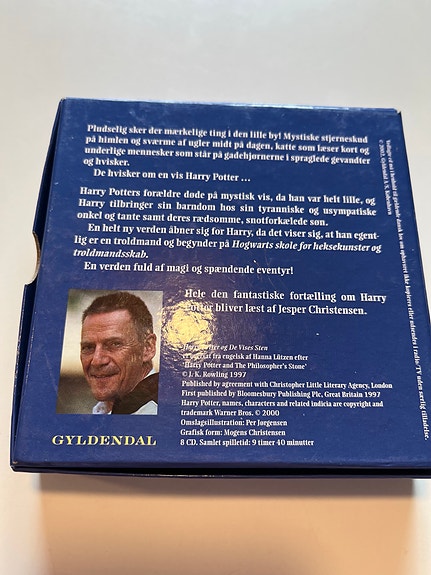 Pludselig sker der mærkelige ting i den lille by! Mystiske stjerneskud
på himlen og sværme af ugler midt på dagen, katte som læser kort og
underlige mennesker som står på gadehjørnerne i spraglede gevandter
og hvisker.
De hvisker om en vis Harry Potter ...
Harry Potters forældre døde på mystisk vis, da han var helt lille, og
Harry tilbringer sin barndom hos sin tyranniske og usympatiske
onkel og tante samt deres rædsomme, snotforkælede søn.
En helt ny verden åbner sig for Harry, da det viser sig, at han egent-
lig er en troldmand og begynder på Hogwarts skole for heksekunster og
troldmandsskab.
En verden fuld af magi og spændende eventyr!
Hele den fantastiske fortælling om Harry
Potter bliver læst af Jesper Christensen.
Harry Potter og De Vises Sten
er oversat fra engelsk af Hanna Lützen efter
'Harry Potter and The Philosopher's Stone'
© J. K. Rowling 1997
Published by agreement with Christopher Little Literary Agency, London
First published by Bloomesbury Publishing Plc, Great Britain 1997
Harry Potter, names, characters and related indicia are copyright and
trademark Warner Bros. © 2000
Omslagsillustration: Per Jørgensen
Grafisk form: Mogens Christensen
8 CD. Samlet spilletid: 9 timer 40 minutter
GYLDENDAL